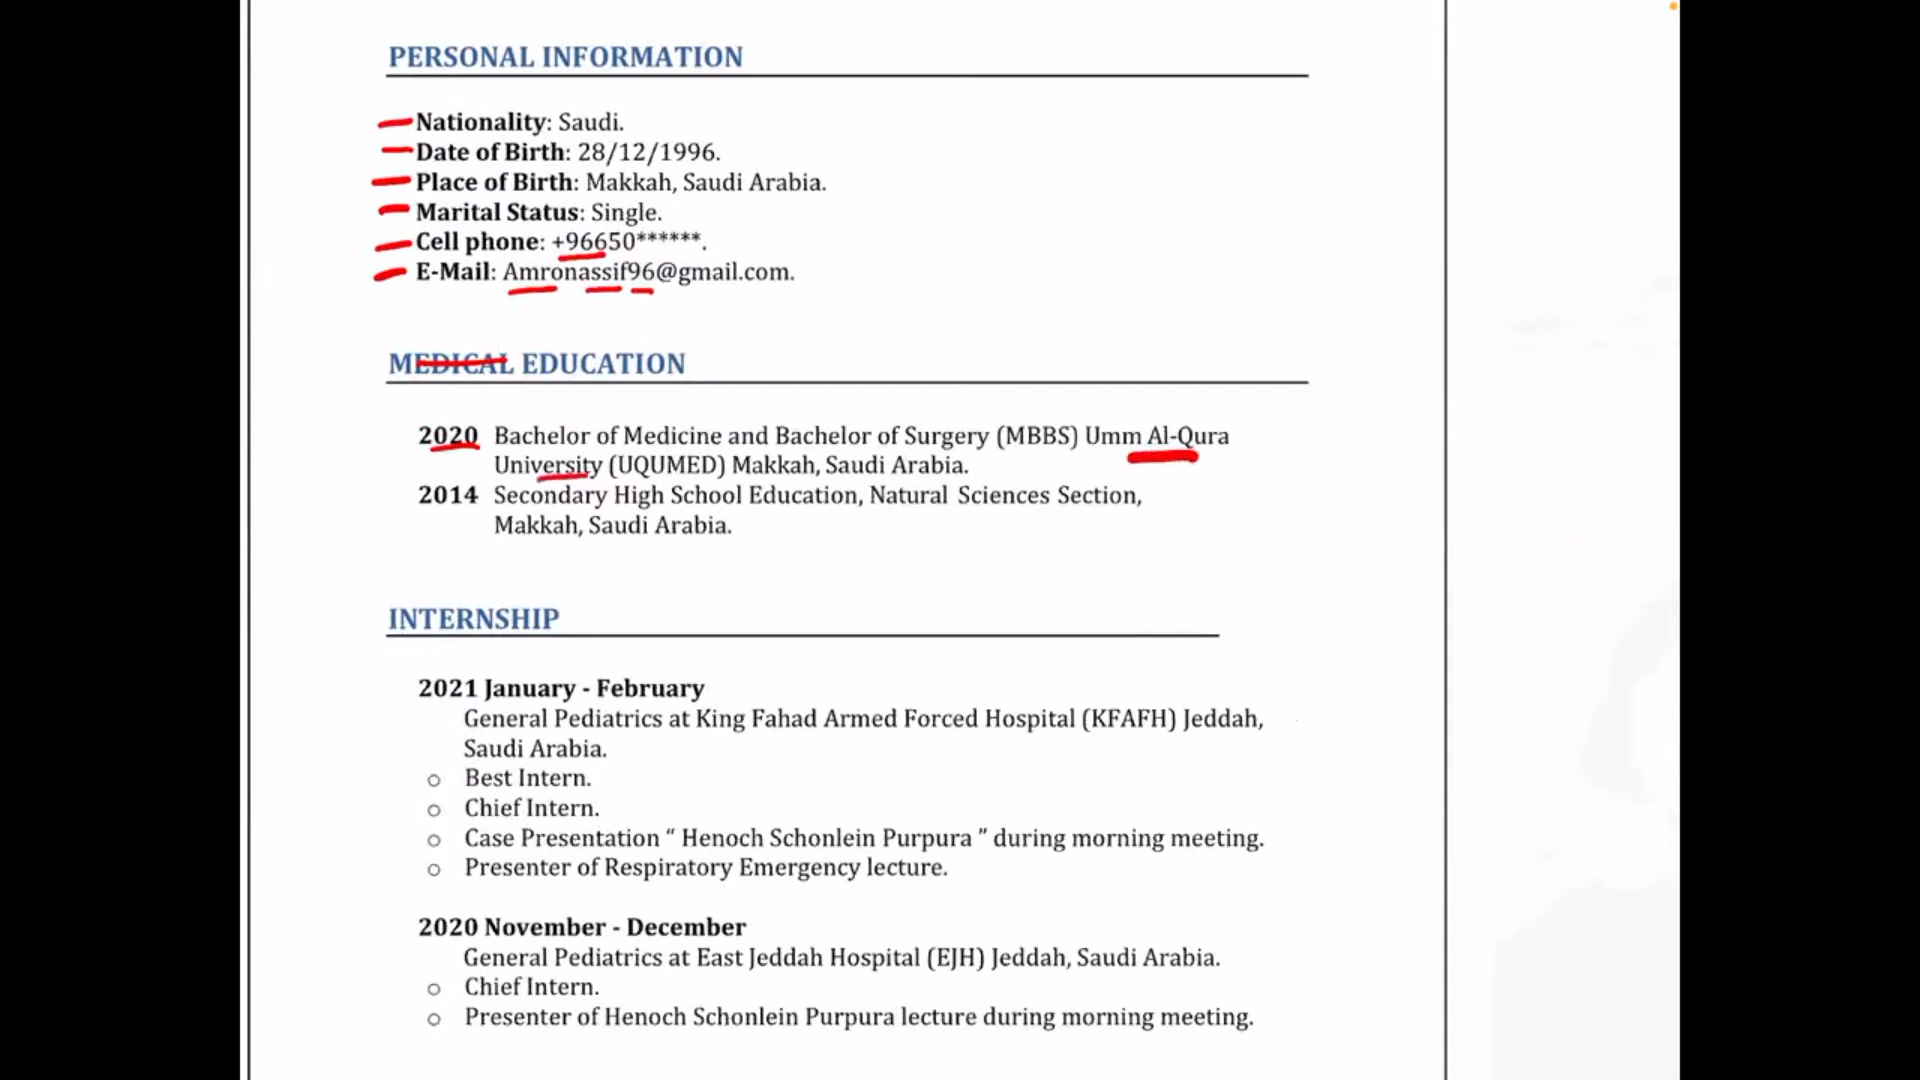 PERSONAL INFORMATION
Nationality: Saudi.
Date of Birth: 28/12/1996.
Place of Birth: Makkah, Saudi Arabia.
Marital Status: Single.
Cell phone: +96650******.
E-Mail: Amronassif96@gmail.com.
MEDICAL EDUCATION
2020 Bachelor of Medicine and Bachelor of Surgery (MBBS) Umm Al-Qura
University (UQUMED) Makkah, Saudi Arabia.
2014 Secondary High School Education, Natural Sciences Section,
Makkah, Saudi Arabia.
INTERNSHIP
2021 January - February
General Pediatrics at King Fahad Armed Forced Hospital (KFAFH) Jeddah,
Saudi Arabia.
o Best Intern.
o Chief Intern.
o Case Presentation “ Henoch Schonlein Purpura ” during morning meeting.
o Presenter of Respiratory Emergency lecture.
2020 November - December
General Pediatrics at East Jeddah Hospital (EJH) Jeddah, Saudi Arabia.
o Chief Intern.
o Presenter of Henoch Schonlein Purpura lecture during morning meeting.